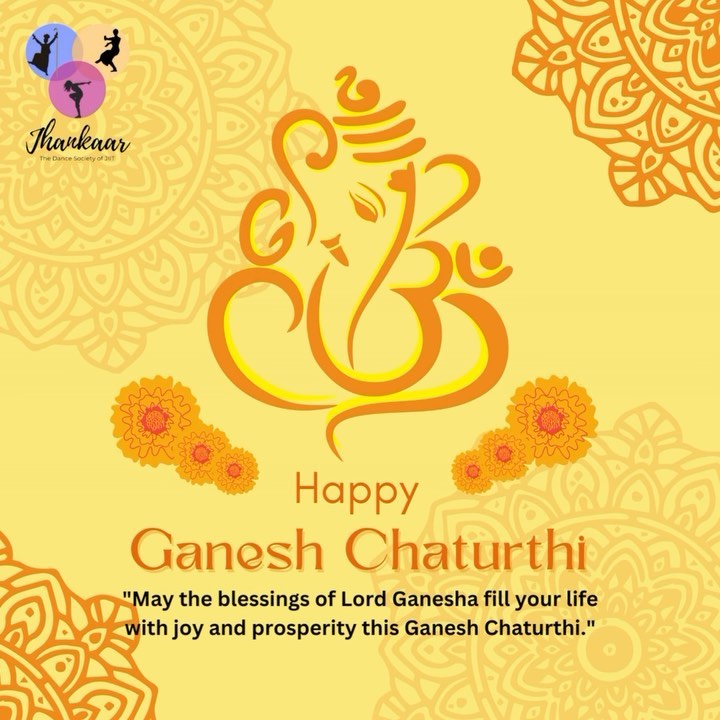 Jhankaar
The Dance Society of JIIT
Happy
Ganesh Chaturthi
"May the blessings of Lord Ganesha fill your life
with joy and prosperity this Ganesh Chaturthi."